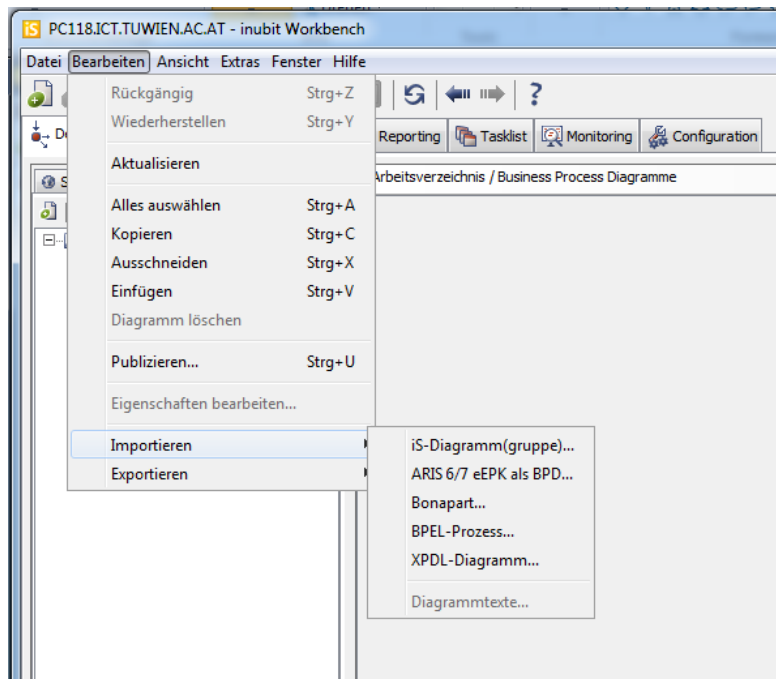 iS PC118.ICT.TUWIEN.AC.AT - inubit Workbench
Datei Bearbeiten Ansicht Extras Fenster Hilfe
Rückgängig Strg+Z
Wiederherstellen Strg+Y
Reporting Tasklist Monitoring Configuration
Aktualisieren
Arbeitsverzeichnis / Business Process Diagramme
Alles auswählen Strg+A
Kopieren Strg+C
Ausschneiden Strg+X
Einfügen Strg+V
Diagramm löschen
Publizieren... Strg+U
Eigenschaften bearbeiten...
Importieren
Exportieren
iS-Diagramm(gruppe)...
ARIS 6/7 eEPK als BPD...
Bonapart...
BPEL-Prozess...
XPDL-Diagramm...
Diagrammtexte...